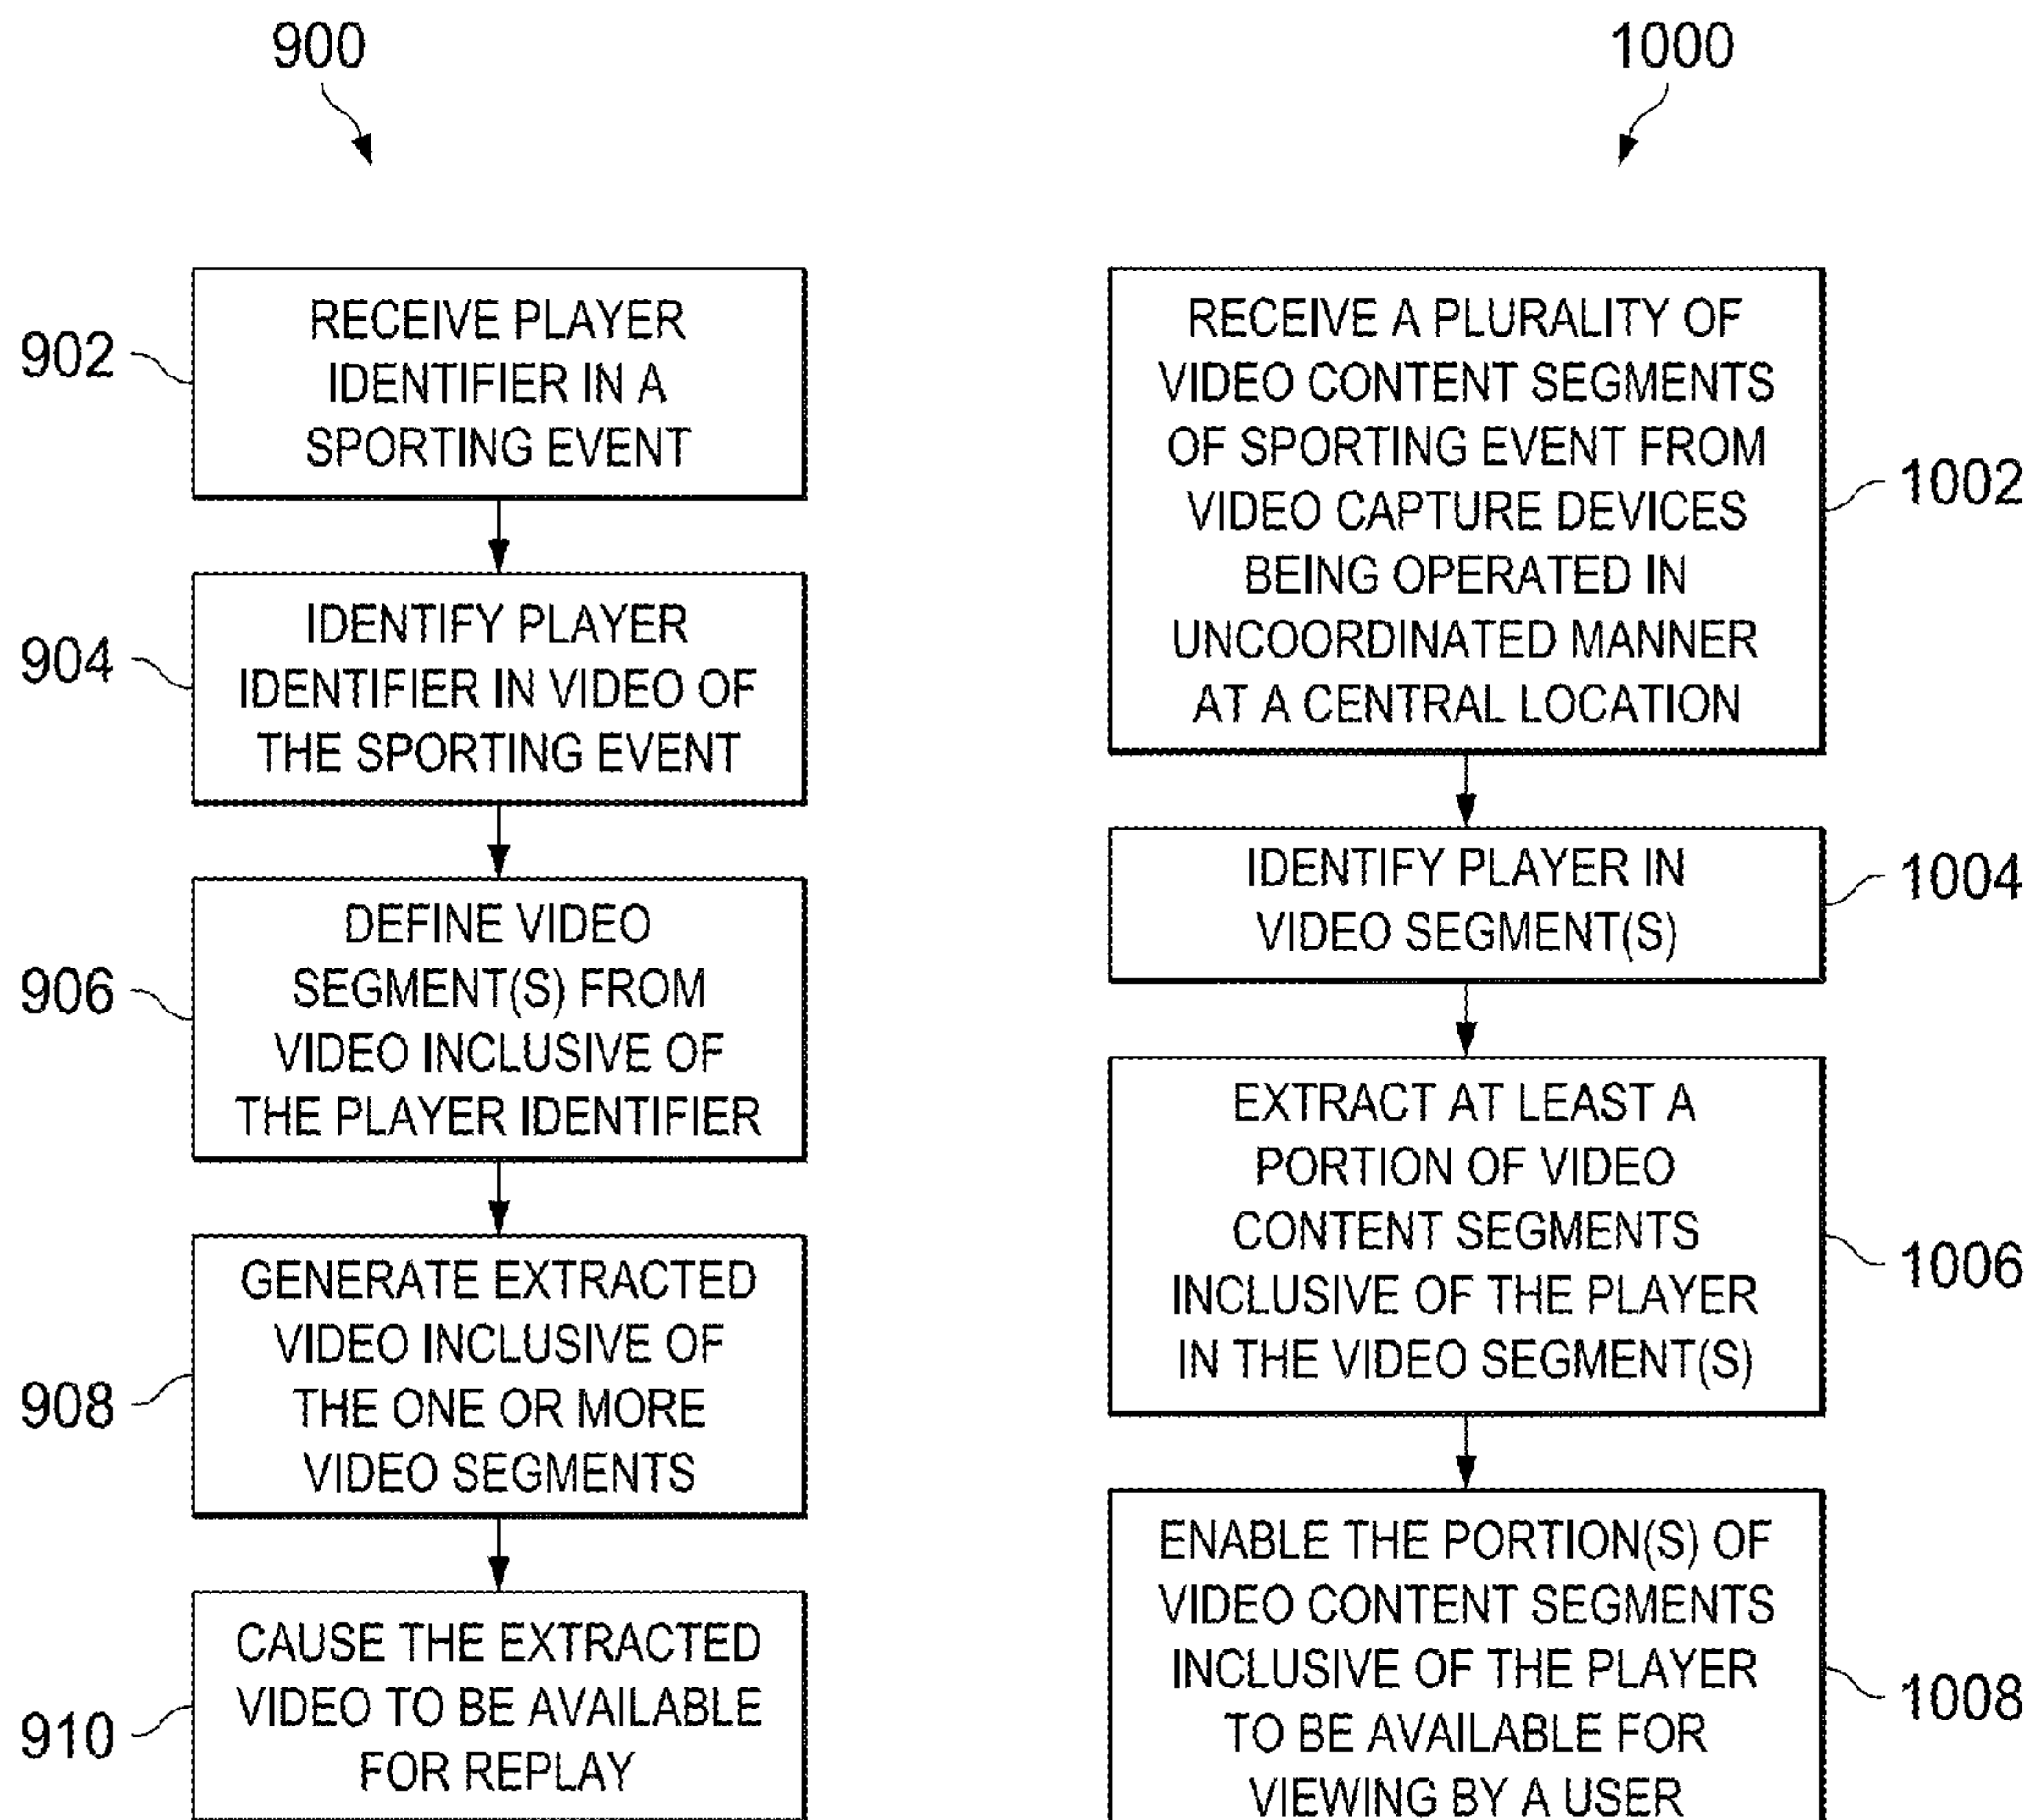 900
902
RECEIVE PLAYER
IDENTIFIER IN A
SPORTING EVENT
904
IDENTIFY PLAYER
IDENTIFIER IN VIDEO OF
THE SPORTING EVENT
906
DEFINE VIDEO
SEGMENT(S) FROM
VIDEO INCLUSIVE OF
THE PLAYER IDENTIFIER
908
GENERATE EXTRACTED
VIDEO INCLUSIVE OF
THE ONE OR MORE
VIDEO SEGMENTS
910
CAUSE THE EXTRACTED
VIDEO TO BE AVAILABLE
FOR REPLAY
1000
RECEIVE A PLURALITY OF
VIDEO CONTENT SEGMENTS
OF SPORTING EVENT FROM
VIDEO CAPTURE DEVICES
BEING OPERATED IN
UNCOORDINATED MANNER
AT A CENTRAL LOCATION
1002
IDENTIFY PLAYER IN
VIDEO SEGMENT(S)
1004
EXTRACT AT LEAST A
PORTION OF VIDEO
CONTENT SEGMENTS
INCLUSIVE OF THE PLAYER
IN THE VIDEO SEGMENT(S)
1006
ENABLE THE PORTION(S) OF
VIDEO CONTENT SEGMENTS
INCLUSIVE OF THE PLAYER
TO BE AVAILABLE FOR
VIEWING BY A USER
1008